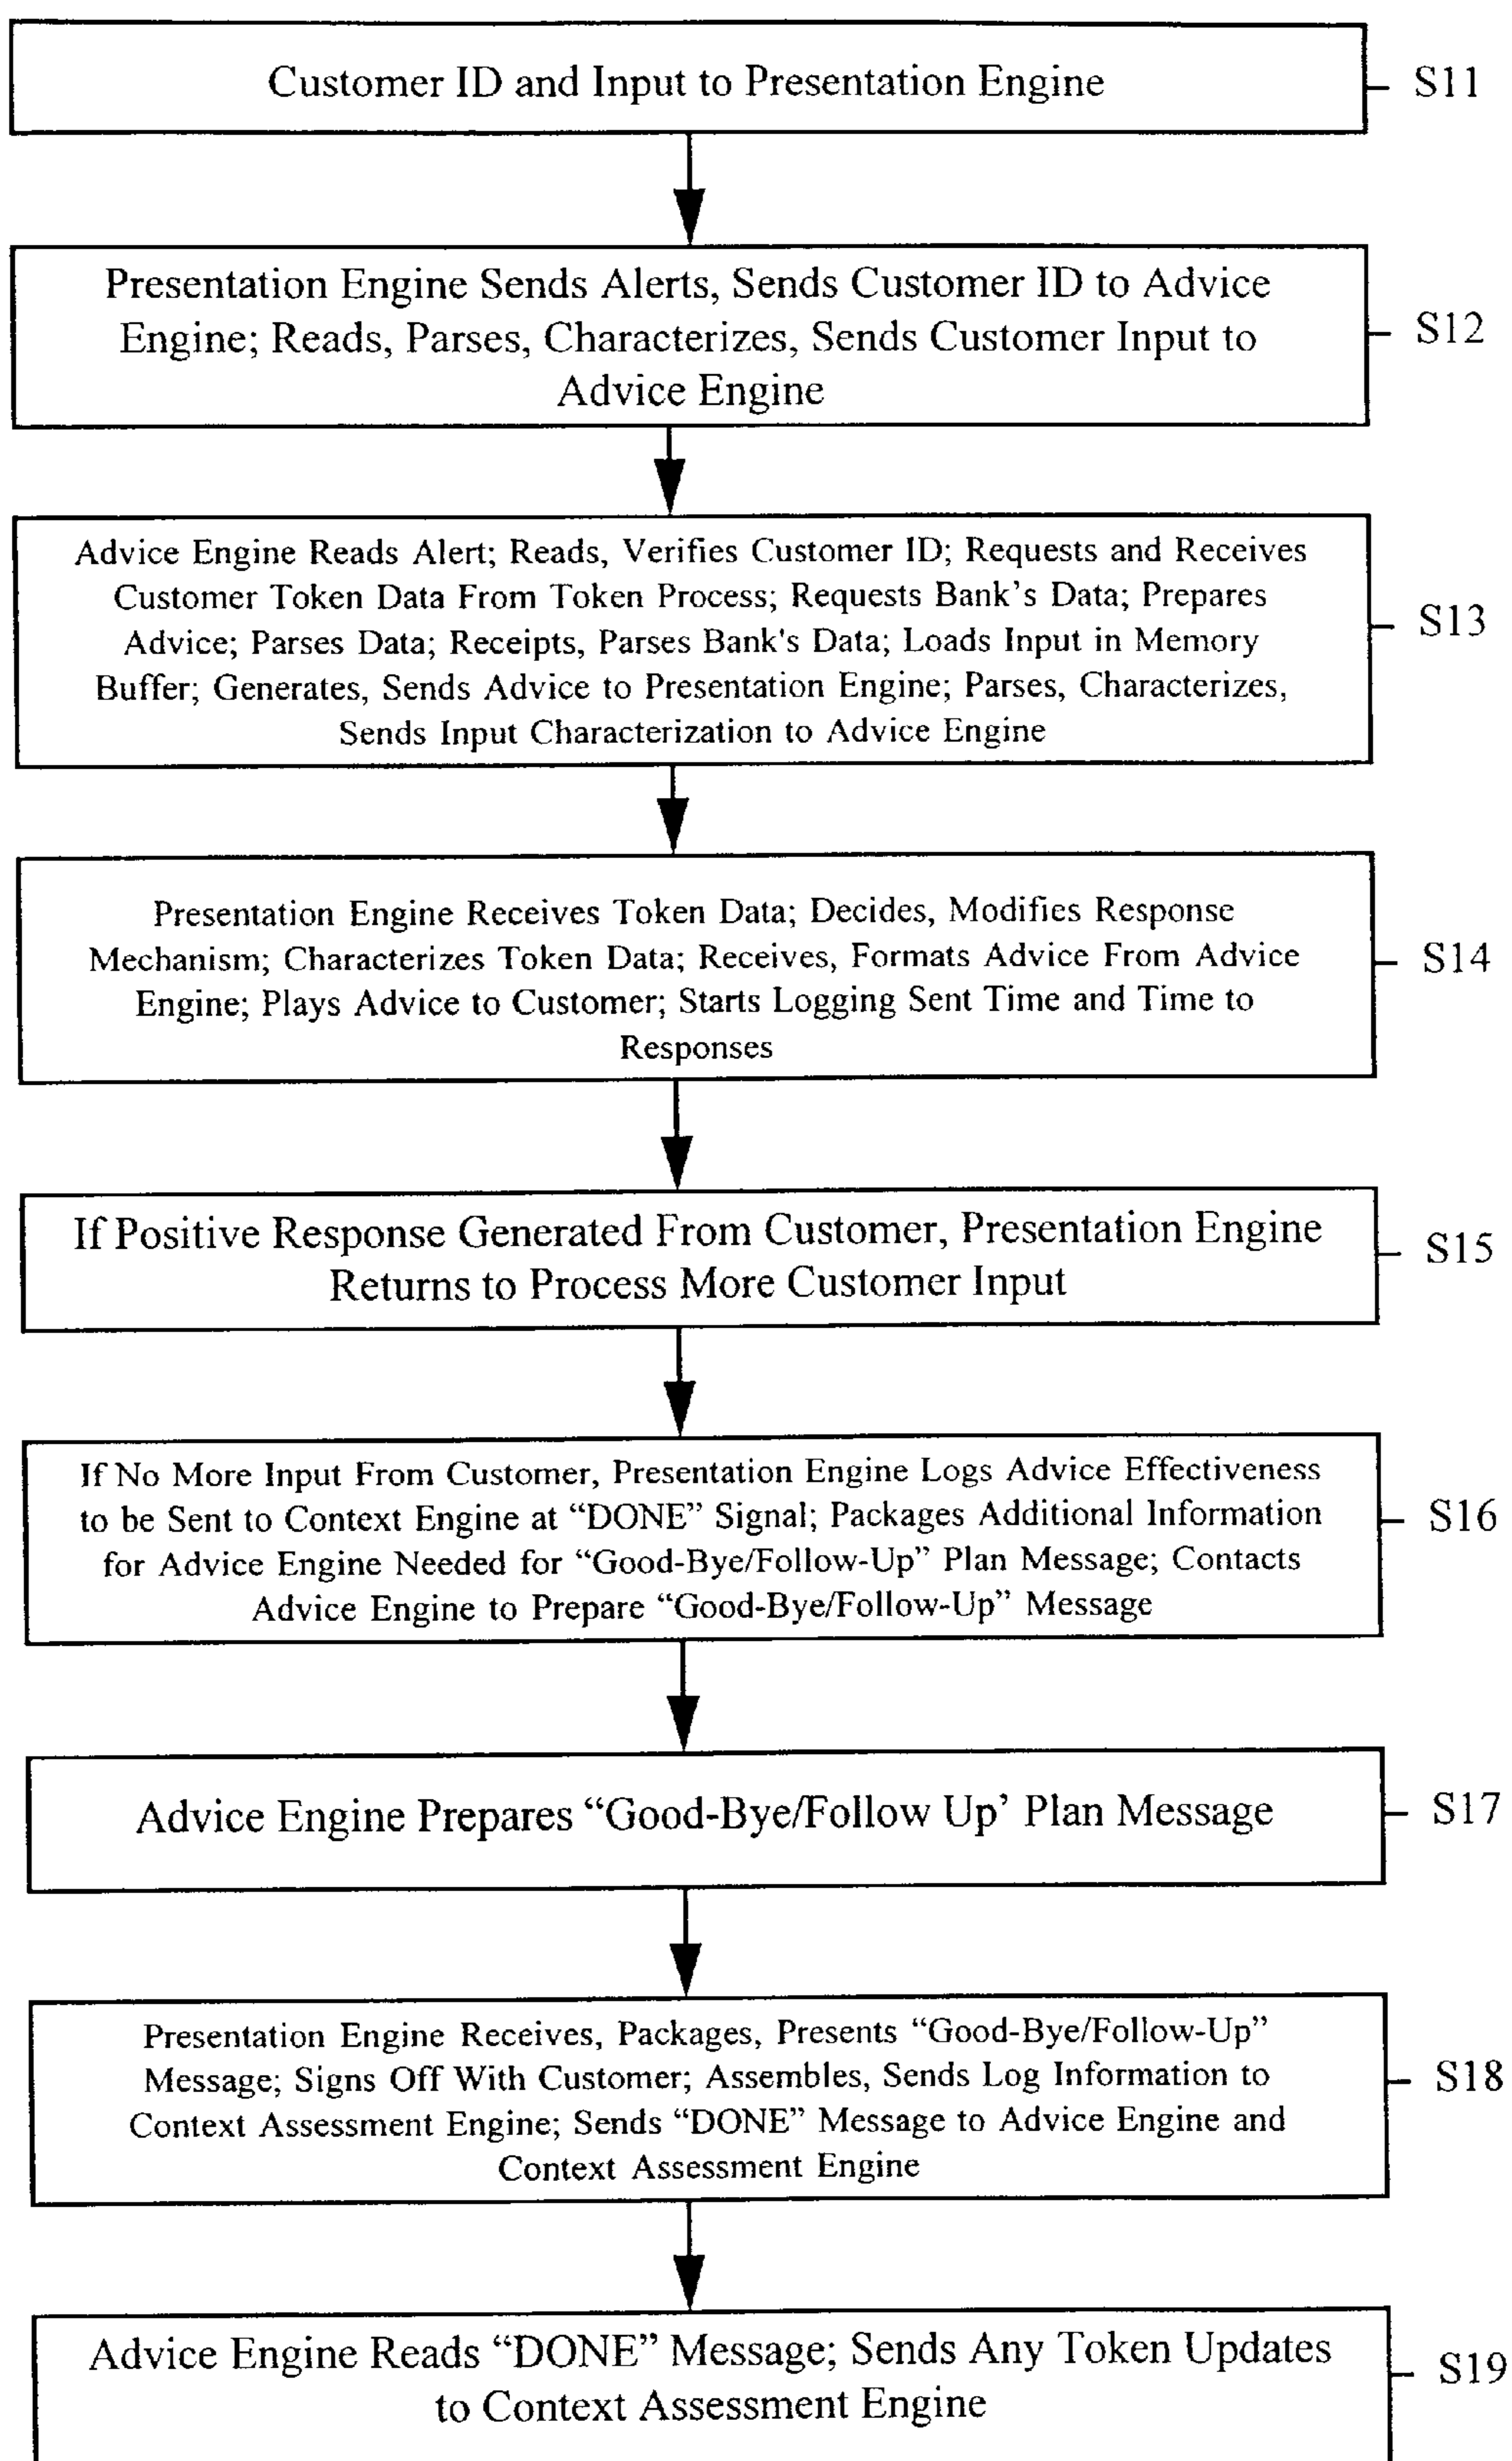 Customer ID and Input to Presentation Engine
S11
Presentation Engine Sends Alerts, Sends Customer ID to Advice
Engine; Reads, Parses, Characterizes, Sends Customer Input to
Advice Engine
S12
Advice Engine Reads Alert; Reads, Verifies Customer ID; Requests and Receives
Customer Token Data From Token Process; Requests Bank's Data; Prepares
Advice; Parses Data; Receipts, Parses Bank's Data; Loads Input in Memory
Buffer; Generates, Sends Advice to Presentation Engine; Parses, Characterizes,
Sends Input Characterization to Advice Engine
S13
Presentation Engine Receives Token Data; Decides, Modifies Response
Mechanism; Characterizes Token Data; Receives, Formats Advice From Advice
Engine; Plays Advice to Customer; Starts Logging Sent Time and Time to
Responses
S14
If Positive Response Generated From Customer, Presentation Engine
Returns to Process More Customer Input
S15
If No More Input From Customer, Presentation Engine Logs Advice Effectiveness
to be Sent to Context Engine at “DONE” Signal; Packages Additional Information
for Advice Engine Needed for “Good-Bye/Follow-Up” Plan Message; Contacts
Advice Engine to Prepare “Good-Bye/Follow-Up” Message
S16
Advice Engine Prepares “Good-Bye/Follow Up’ Plan Message
S17
Presentation Engine Receives, Packages, Presents “Good-Bye/Follow-Up”
Message; Signs Off With Customer; Assembles, Sends Log Information to
Context Assessment Engine; Sends “DONE” Message to Advice Engine and
Context Assessment Engine
S18
Advice Engine Reads “DONE” Message; Sends Any Token Updates
to Context Assessment Engine
S19